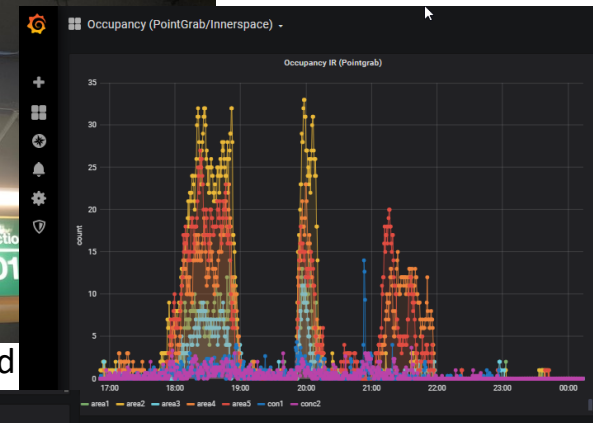 Occupancy (PointGrab/Innerspace)
Occupancy IR (Pointgrab)
35
30
25
20
15
10
5
0
count
17:00 18:00 19:00 20:00 21:00 22:00 23:00 00:00
area1 area2 area3 area4 area5 con1 conc2
ctio
01
d